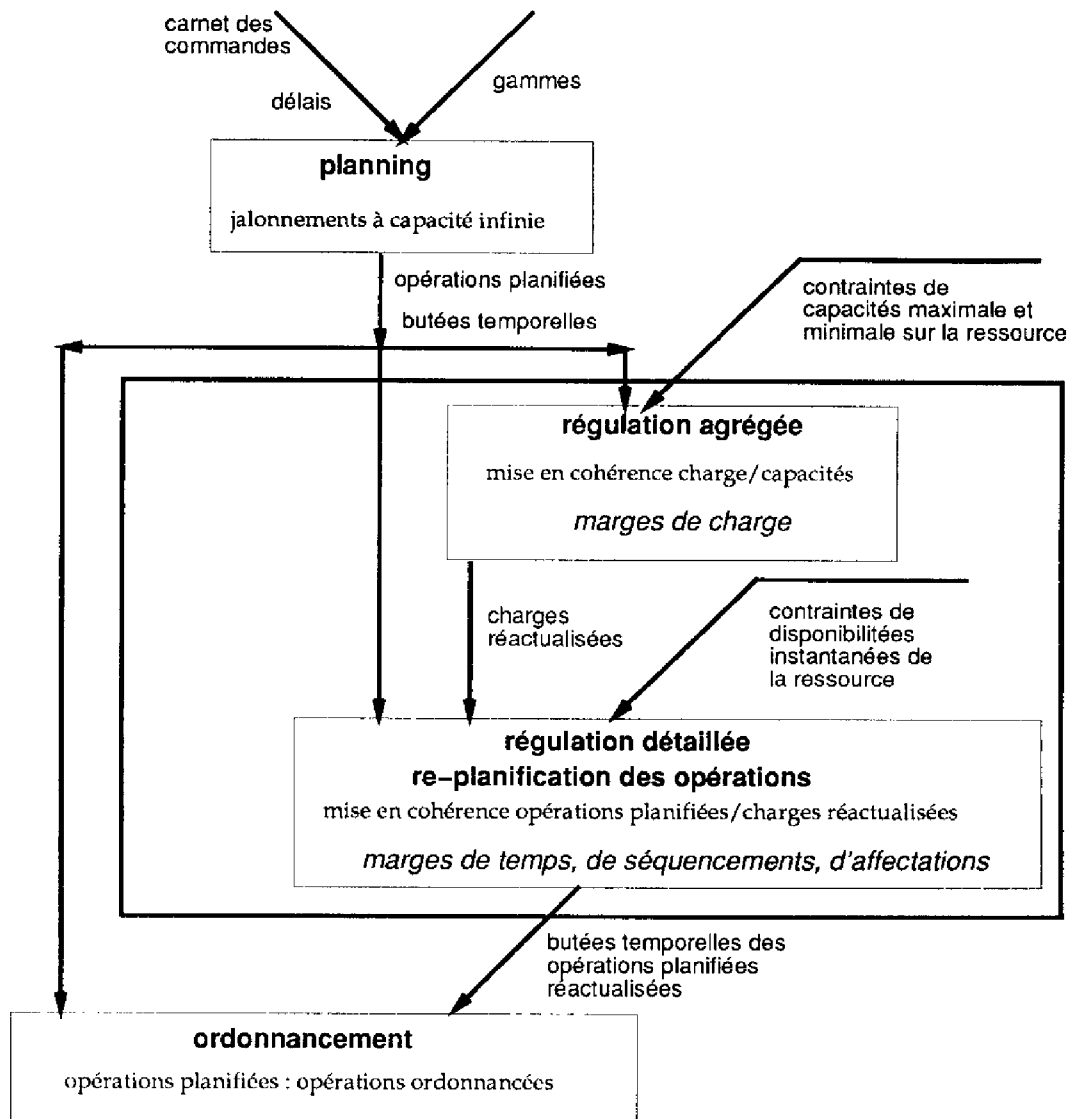 carnet des
commandes
gammes
délais
planning
jalonnements à capacité infinie
opérations planifiées
butées temporelles
contraintes de
capacités maximale et
minimale sur la ressource
régulation agrégée
mise en cohérence charge/capacités
marges de charge
charges
réactualisées
contraintes de
disponibilitées
instantanées de
la ressource
régulation détaillée
re-planification des opérations
mise en cohérence opérations planifiées/charges réactualisées
marges de temps, de séquencements, d'affectations
butées temporelles des
opérations planifiées
réactualisées
ordonnancement
opérations planifiées : opérations ordonnancées